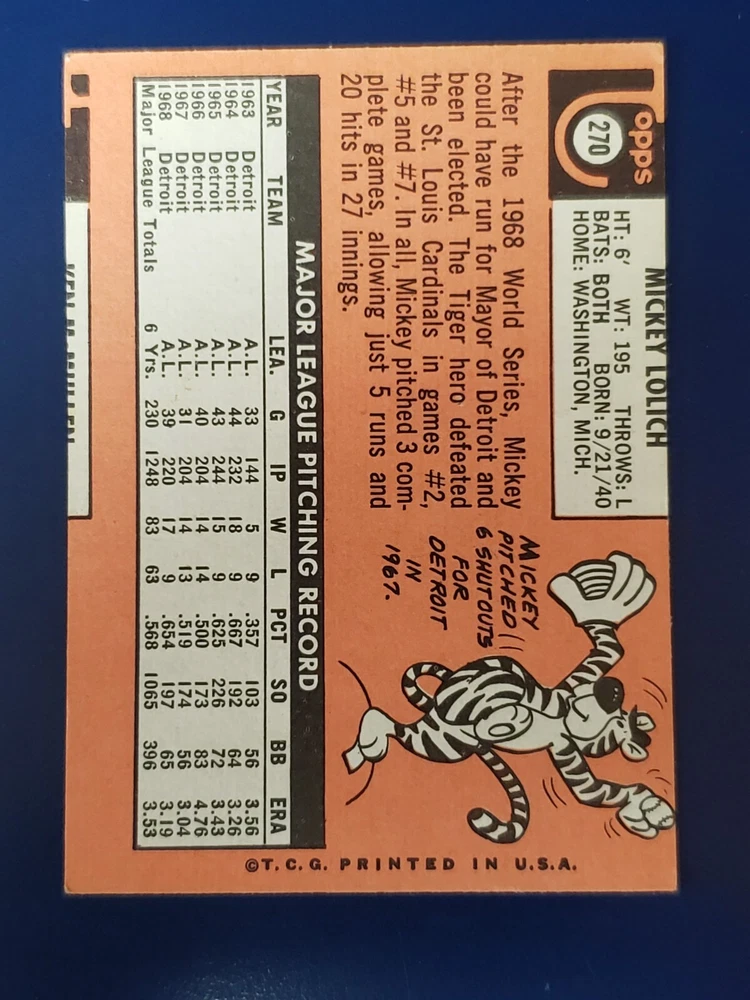 Topps
270
MICKEY LOLICH
HT: 6' WT: 195 THROWS: L
BATS: BOTH BORN: 9/21/40
HOME: WASHINGTON, MICH.
After the 1968 World Series, Mickey
could have run for Mayor of Detroit and
been elected. The Tiger hero defeated
the St. Louis Cardinals in games #2,
#5 and #7. In all, Mickey pitched 3 com-
plete games, allowing just 5 runs and
20 hits in 27 innings.
MICKEY
PITCHED
6 SHUTOUTS
FOR
DETROIT
IN
1967.
6
MAJOR LEAGUE PITCHING RECORD
YEAR TEAM LEA. G IP W L PCT SO BB ERA
1963 Detroit A.L. 33 144 5 9 .357 103 56 3.56
1964 Detroit A.L. 44 232 18 9 .667 192 64 3.26
1965 Detroit A.L. 43 244 15 9 .625 226 72 3.43
1966 Detroit A.L. 40 204 14 14 .500 173 83 4.76
1967 Detroit A.L. 31 204 14 13 .519 174 56 3.04
1968 Detroit A.L. 39 220 17 9 .654 197 65 3.19
Major League Totals 6 Yrs. 230 1248 83 63 .568 1065 396 3.53
©T.C.G. PRINTED IN U.S.A.
KEN McMULLEN